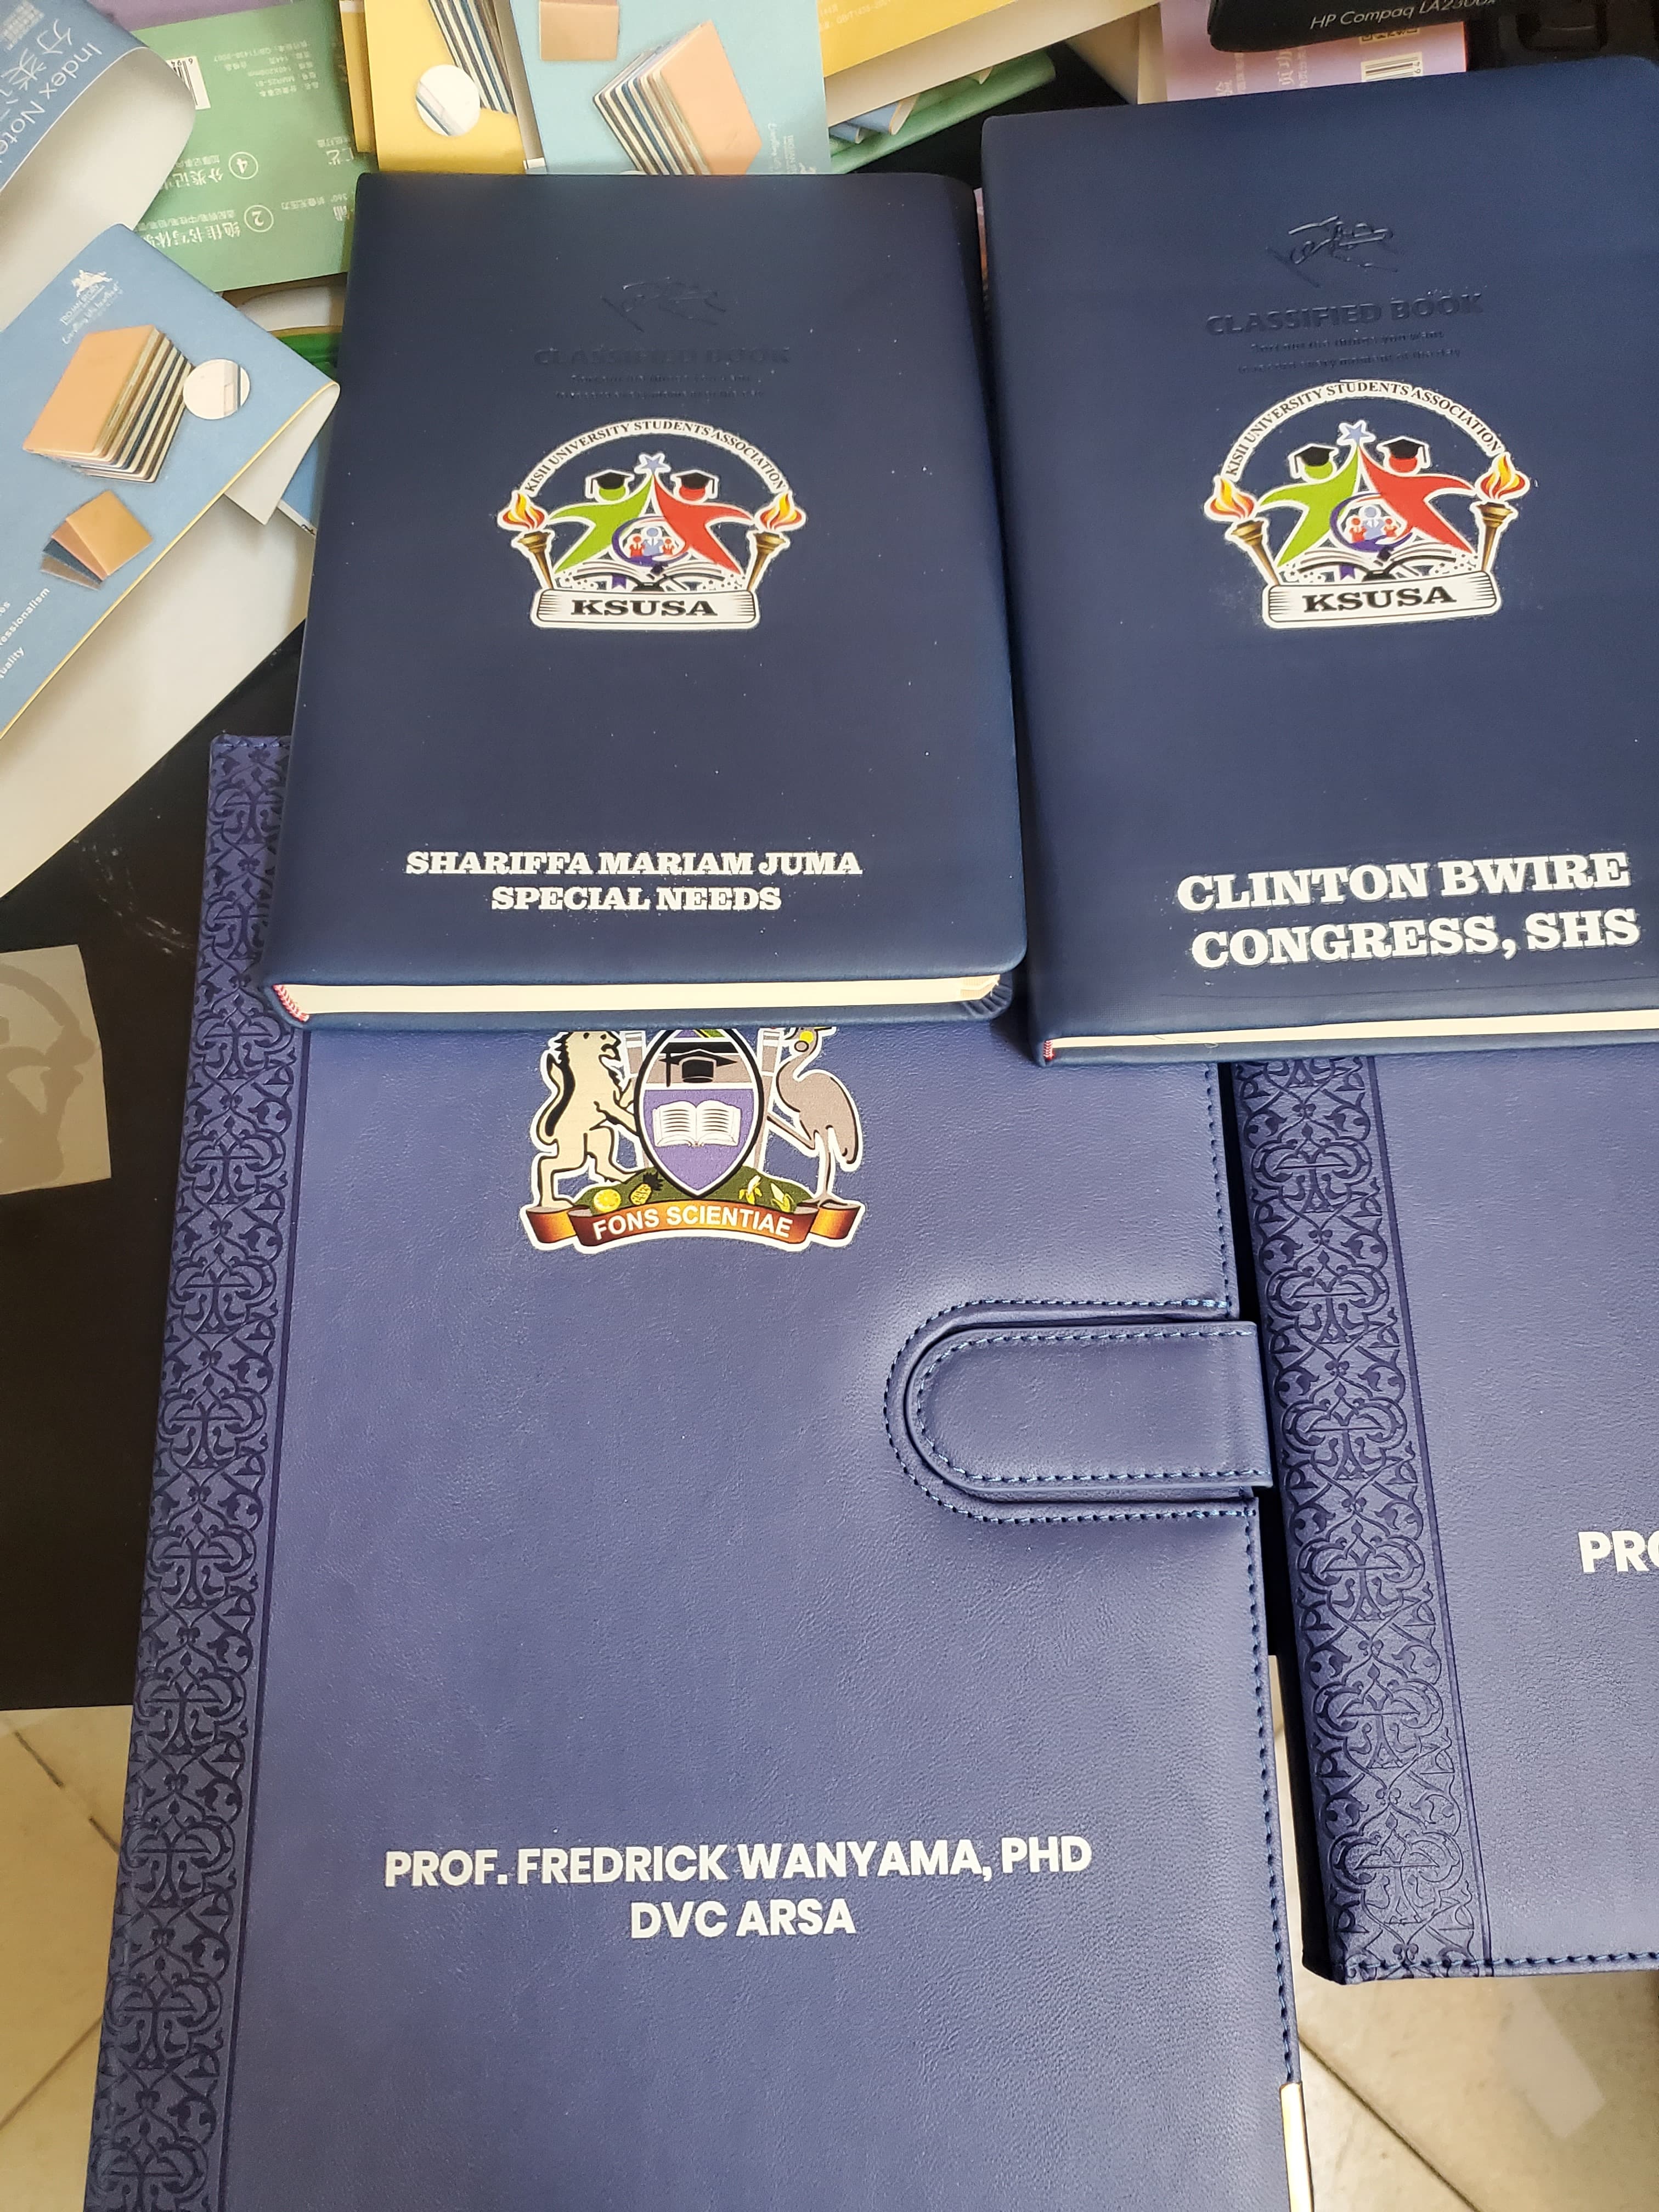 HP Compaq LA2306x
Index Note
CLASSIFIED BOOK
KISII UNIVERSITY STUDENTS ASSOCIATION
KSUSA
SHARIFFA MARIAM JUMA
SPECIAL NEEDS
CLASSIFIED BOOK
KISII UNIVERSITY STUDENTS ASSOCIATION
KSUSA
CLINTON BWIRE
CONGRESS, SHS
FONS SCIENTIAE
PROF. FREDRICK WANYAMA, PHD
DVC ARSA
PRO